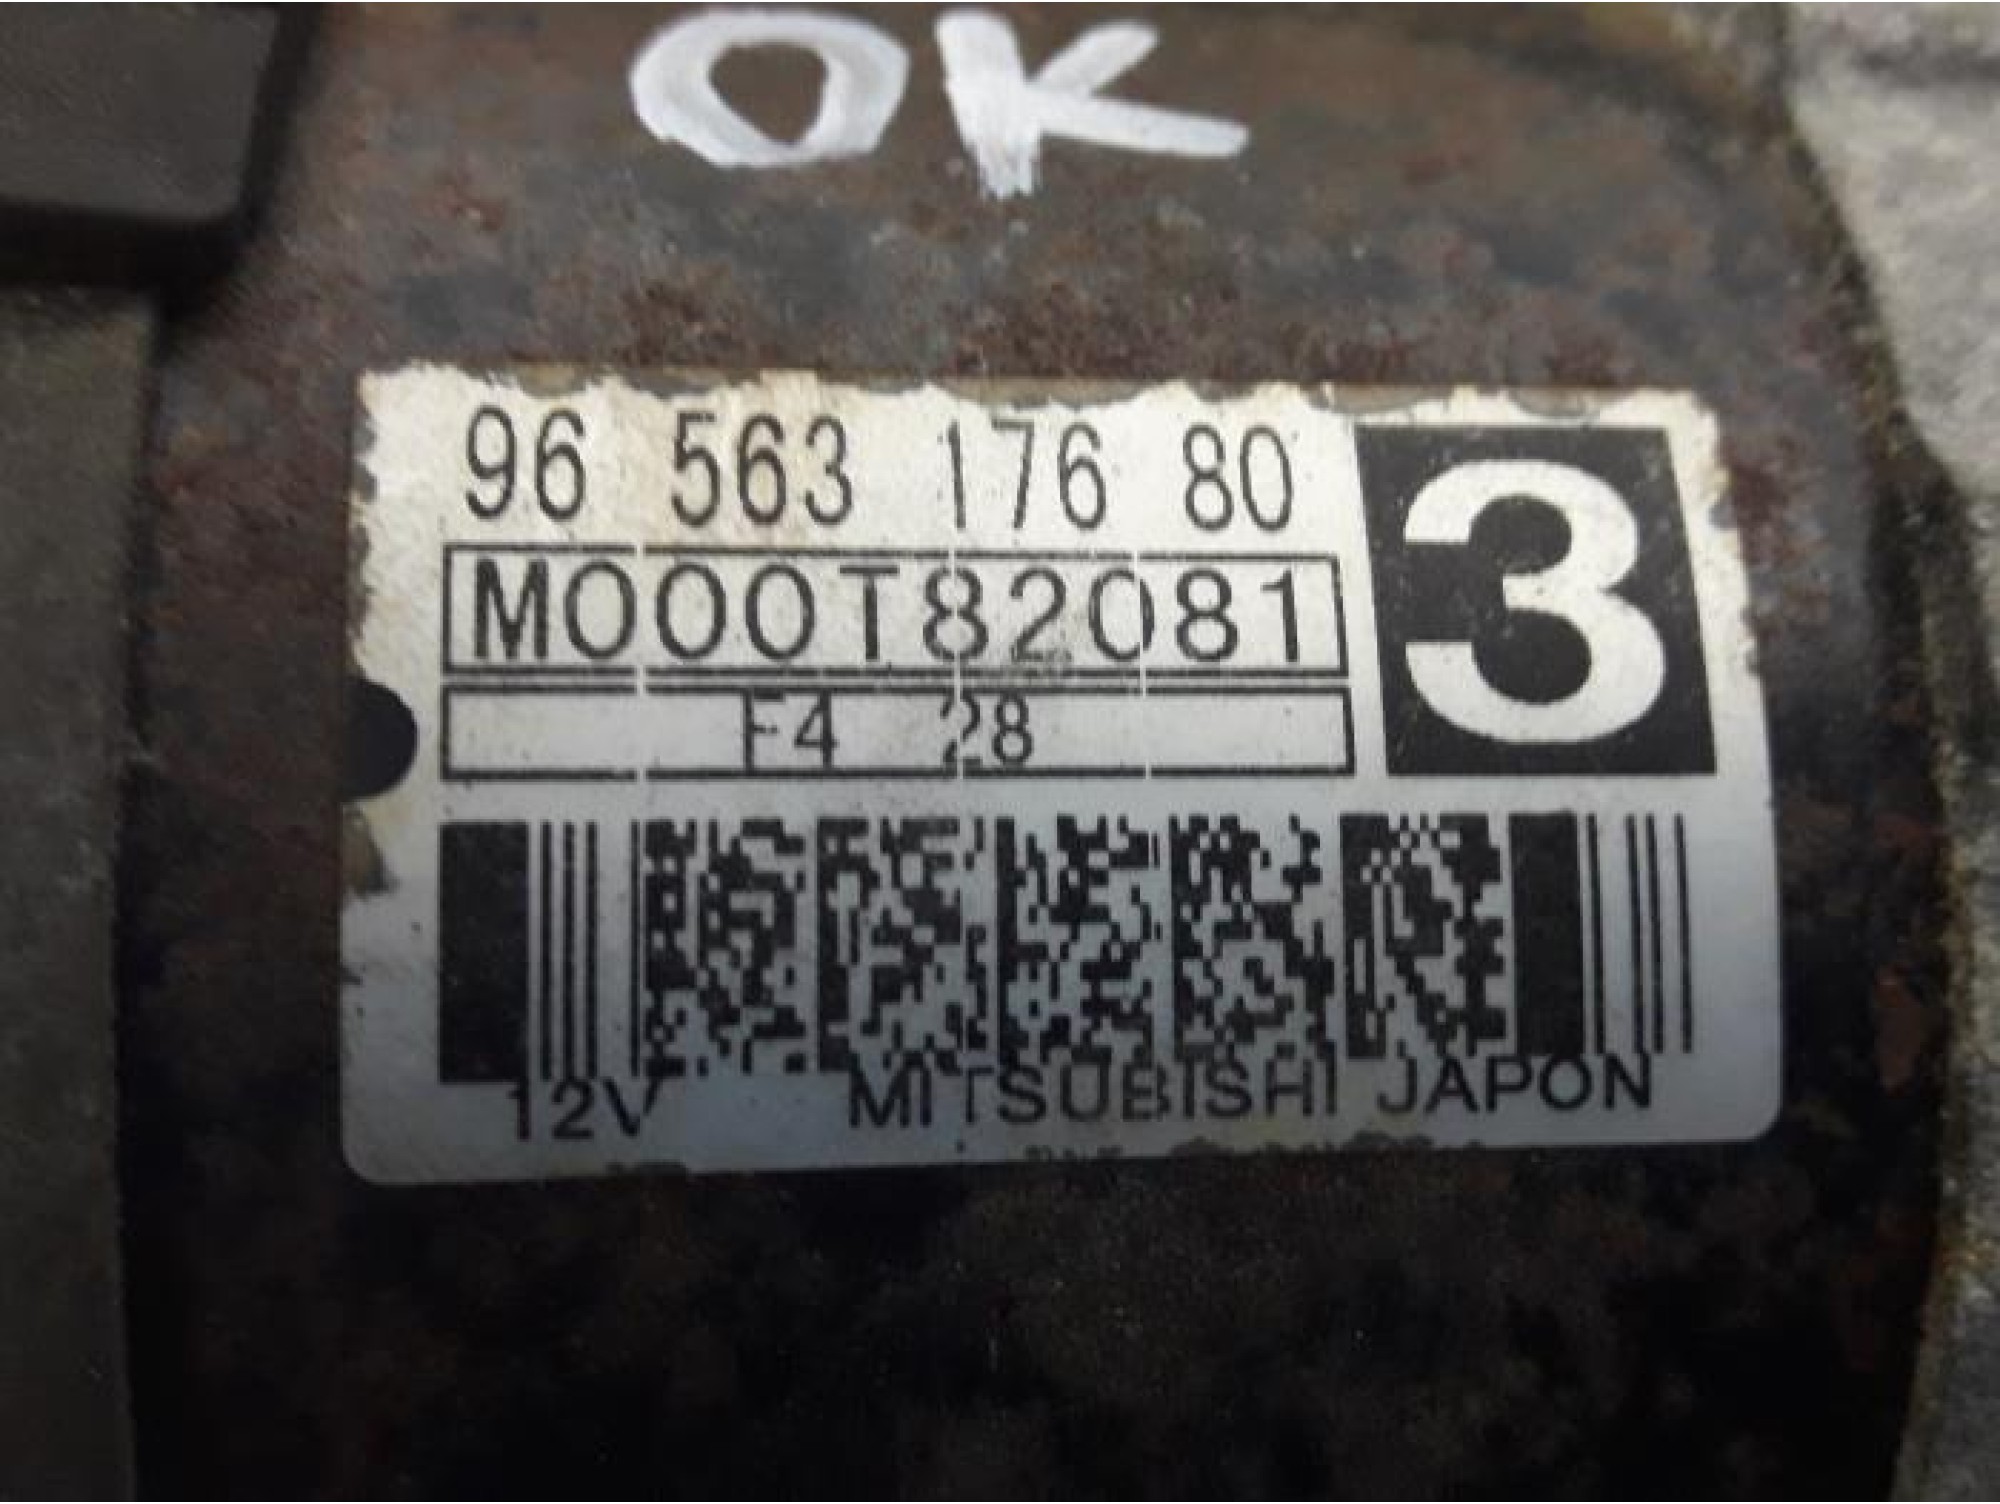 OK
96 563 176 80
3
M000T82081
F4 28
12V MITSUBISHI JAPON